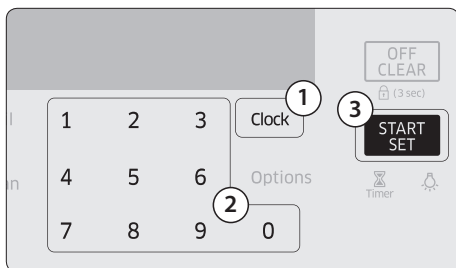 OFF
CLEAR
(3 sec)
1
3
1 2 3 Clock
START
SET
4 5 6 Options
Timer
2
7 8 9 0